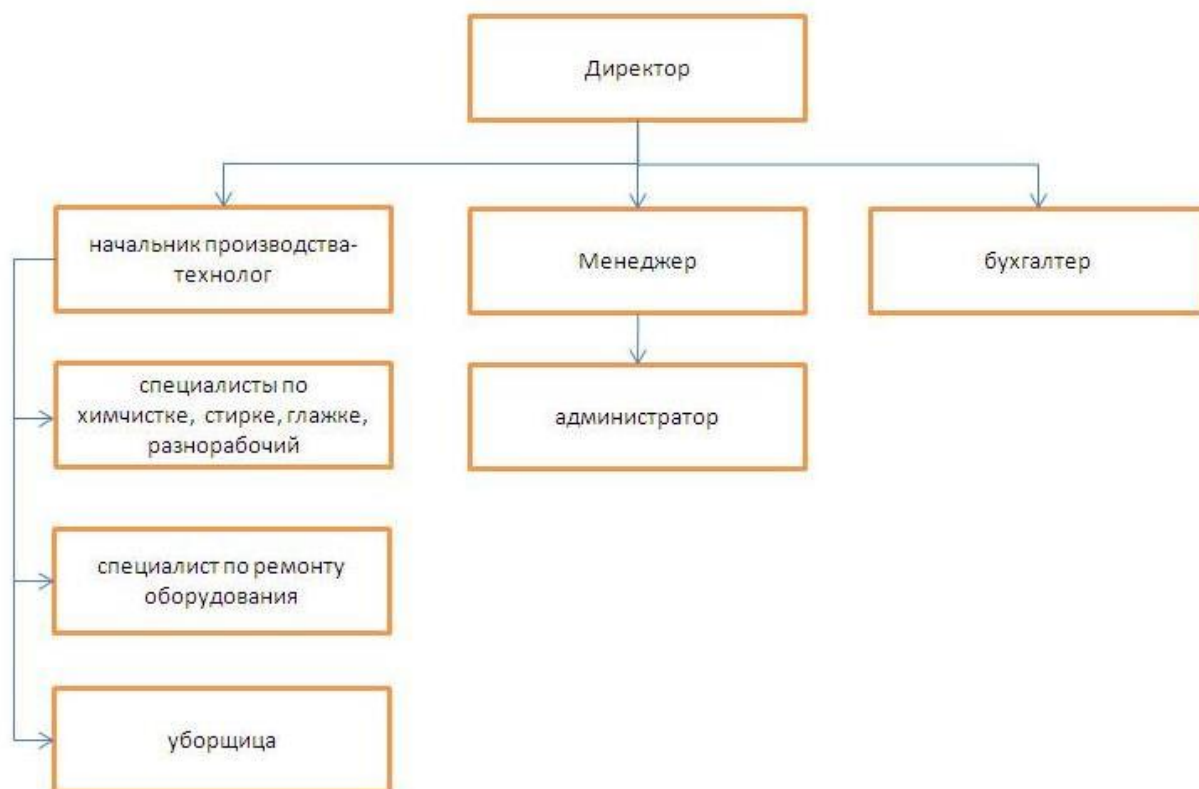 Директор
начальник производства-
технолог
Менеджер
бухгалтер
специалисты по
химчистке, стирке, глажке,
разнорабочий
администратор
специалист по ремонту
оборудования
уборщица